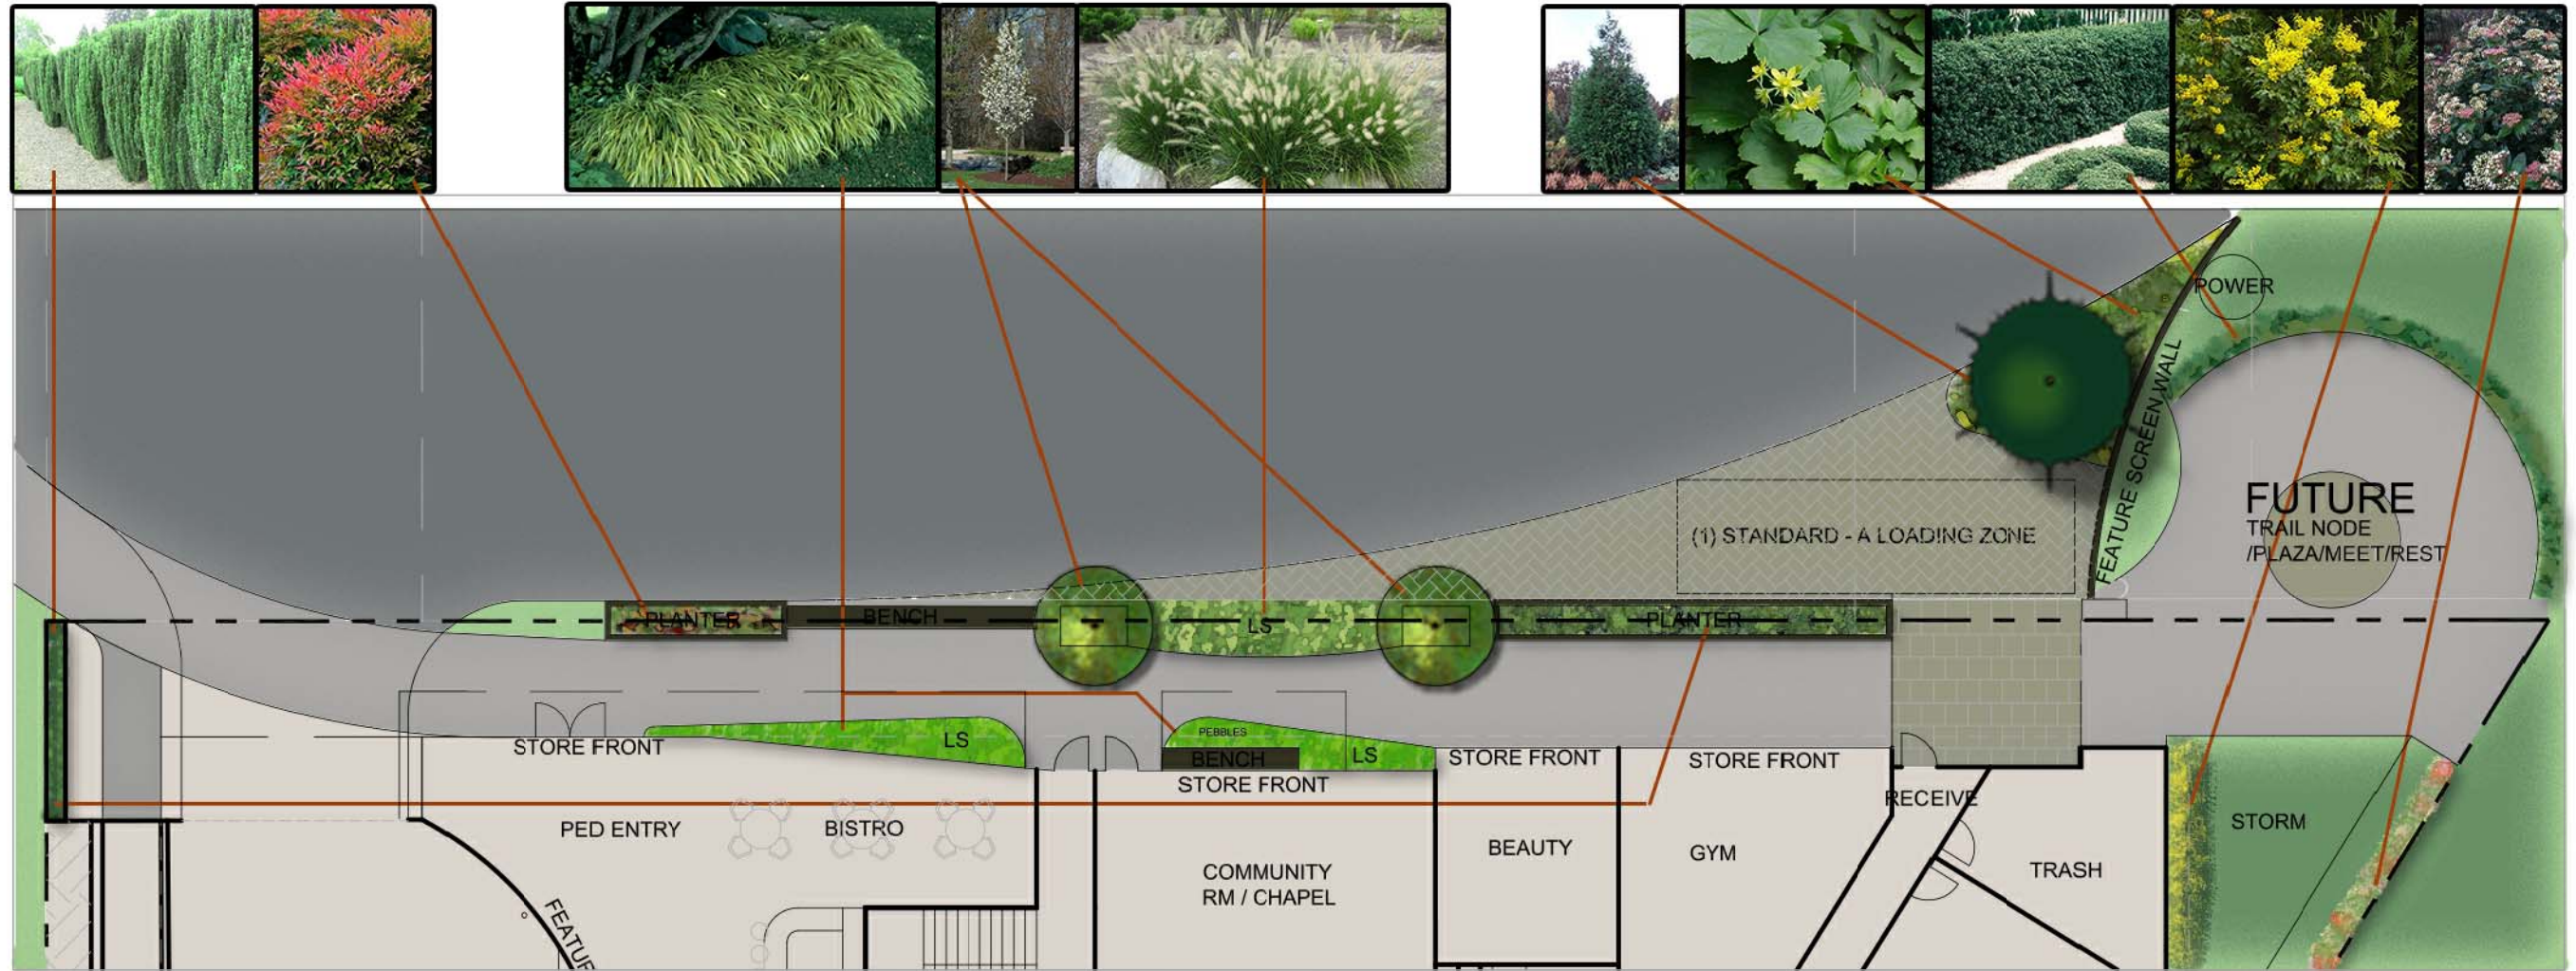 POWER
FEATURE SCREEN WALL
FUTURE
TRAIL NODE
/PLAZA/MEET/REST
(1) STANDARD - A LOADING ZONE
PLANTER
BENCH
LS
PLANTER
STORE FRONT
LS
PEBBLES
BENCH
LS
STORE FRONT
STORE FRONT
STORE FRONT
RECEIVE
PED ENTRY
BISTRO
COMMUNITY
RM / CHAPEL
BEAUTY
GYM
TRASH
STORM
FEATUR